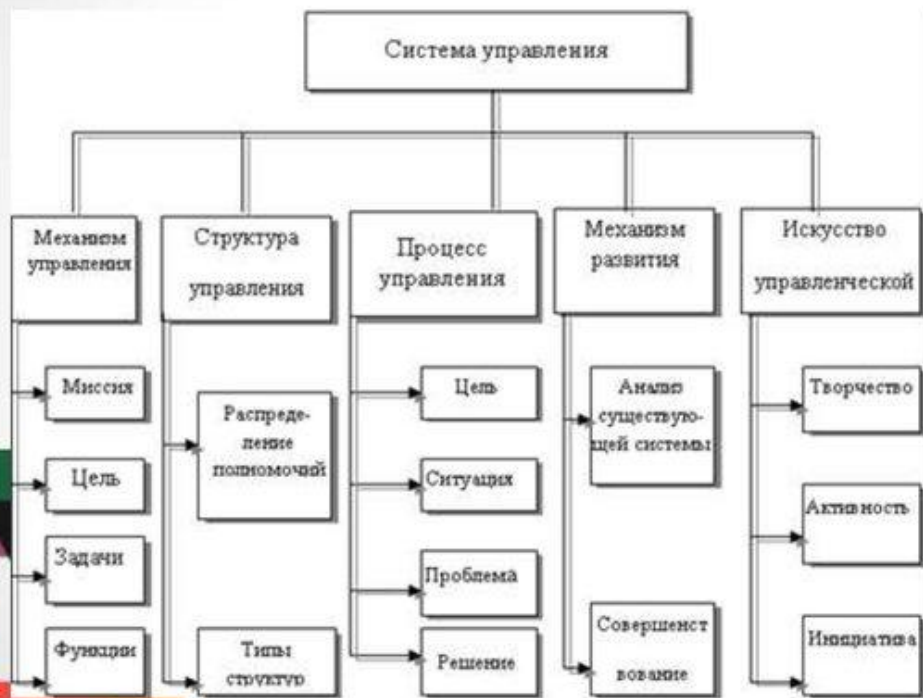 Система управления
Механизм
управления
Миссия
Цель
Задачи
Функции
Структура
управления
Распреде-
ление
полномочий
Типы
структур
Процесс
управления
Цель
Ситуация
Проблема
Решение
Механизм
развития
Анализ
существую-
щей системы
Совершенст
вование
Искусство
управленческой
Творчество
Активность
Инициатива